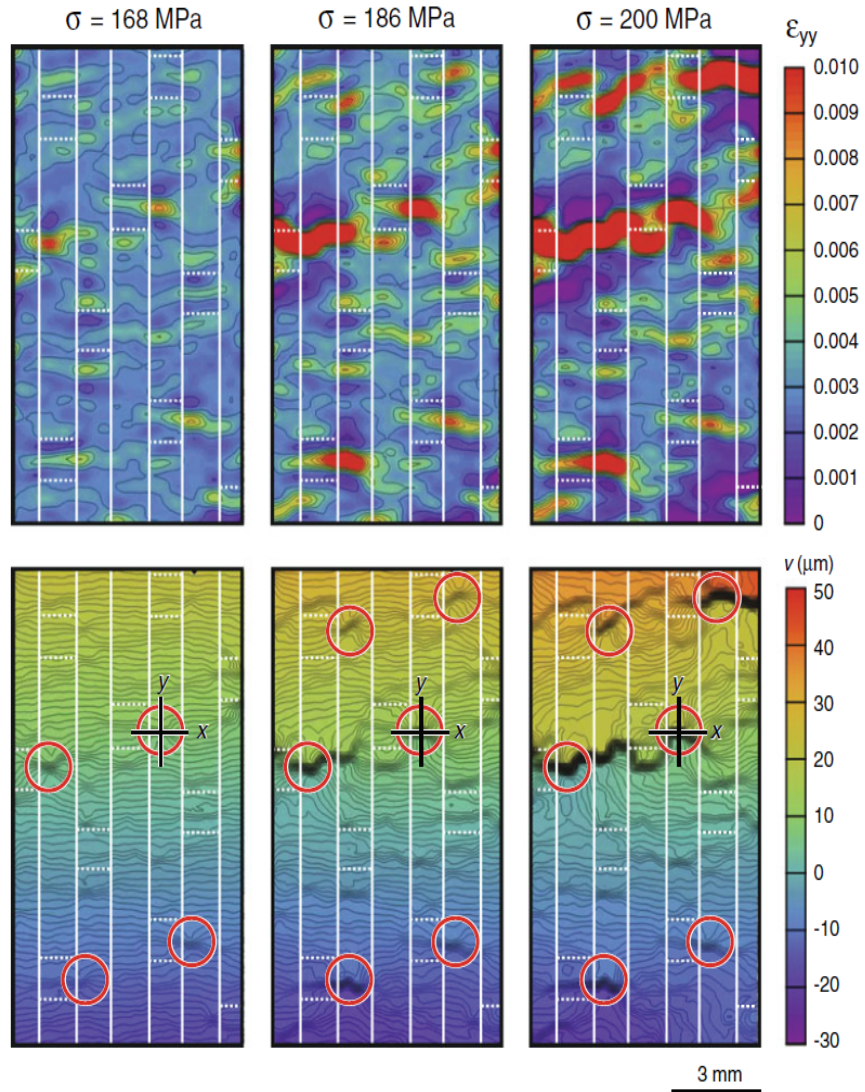 σ = 168 MPa
σ = 186 MPa
σ = 200 MPa
εyy
0.010
0.009
0.008
0.007
0.006
0.005
0.004
0.003
0.002
0.001
0
y
x
y
x
y
x
v (μm)
50
40
30
20
10
0
-10
-20
-30
3 mm